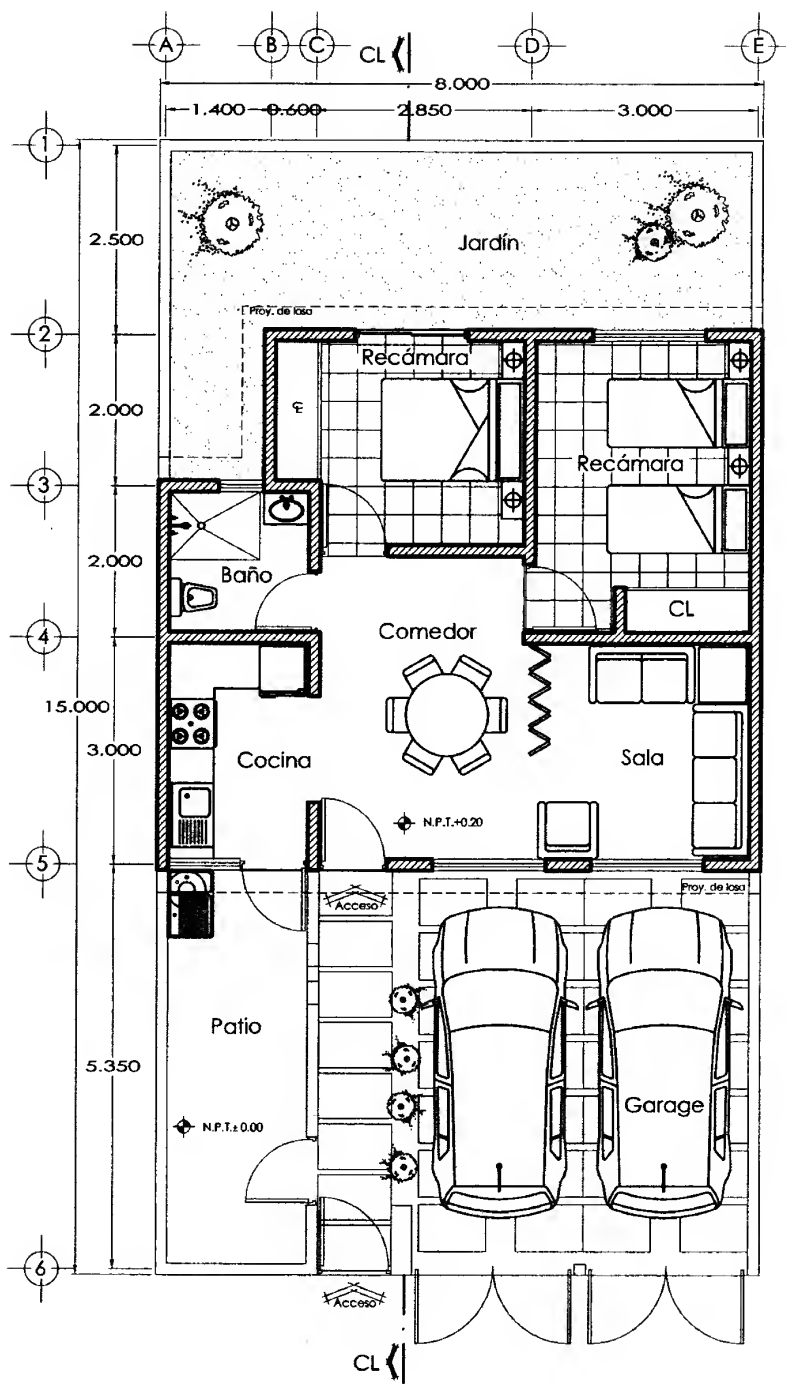 A
B
C
D
E
CL
8.000
1.400
0.600
2.850
3.000
1
2.500
Jardín
Proy. de losa
2
Recámara
CL
2.000
Recámara
3
2.000
Baño
CL
4
Comedor
15.000
3.000
Cocina
Sala
N.P.T.+0.20
5
Proy. de losa
Acceso
Patio
5.350
Garage
N.P.T.±0.00
6
Acceso
CL